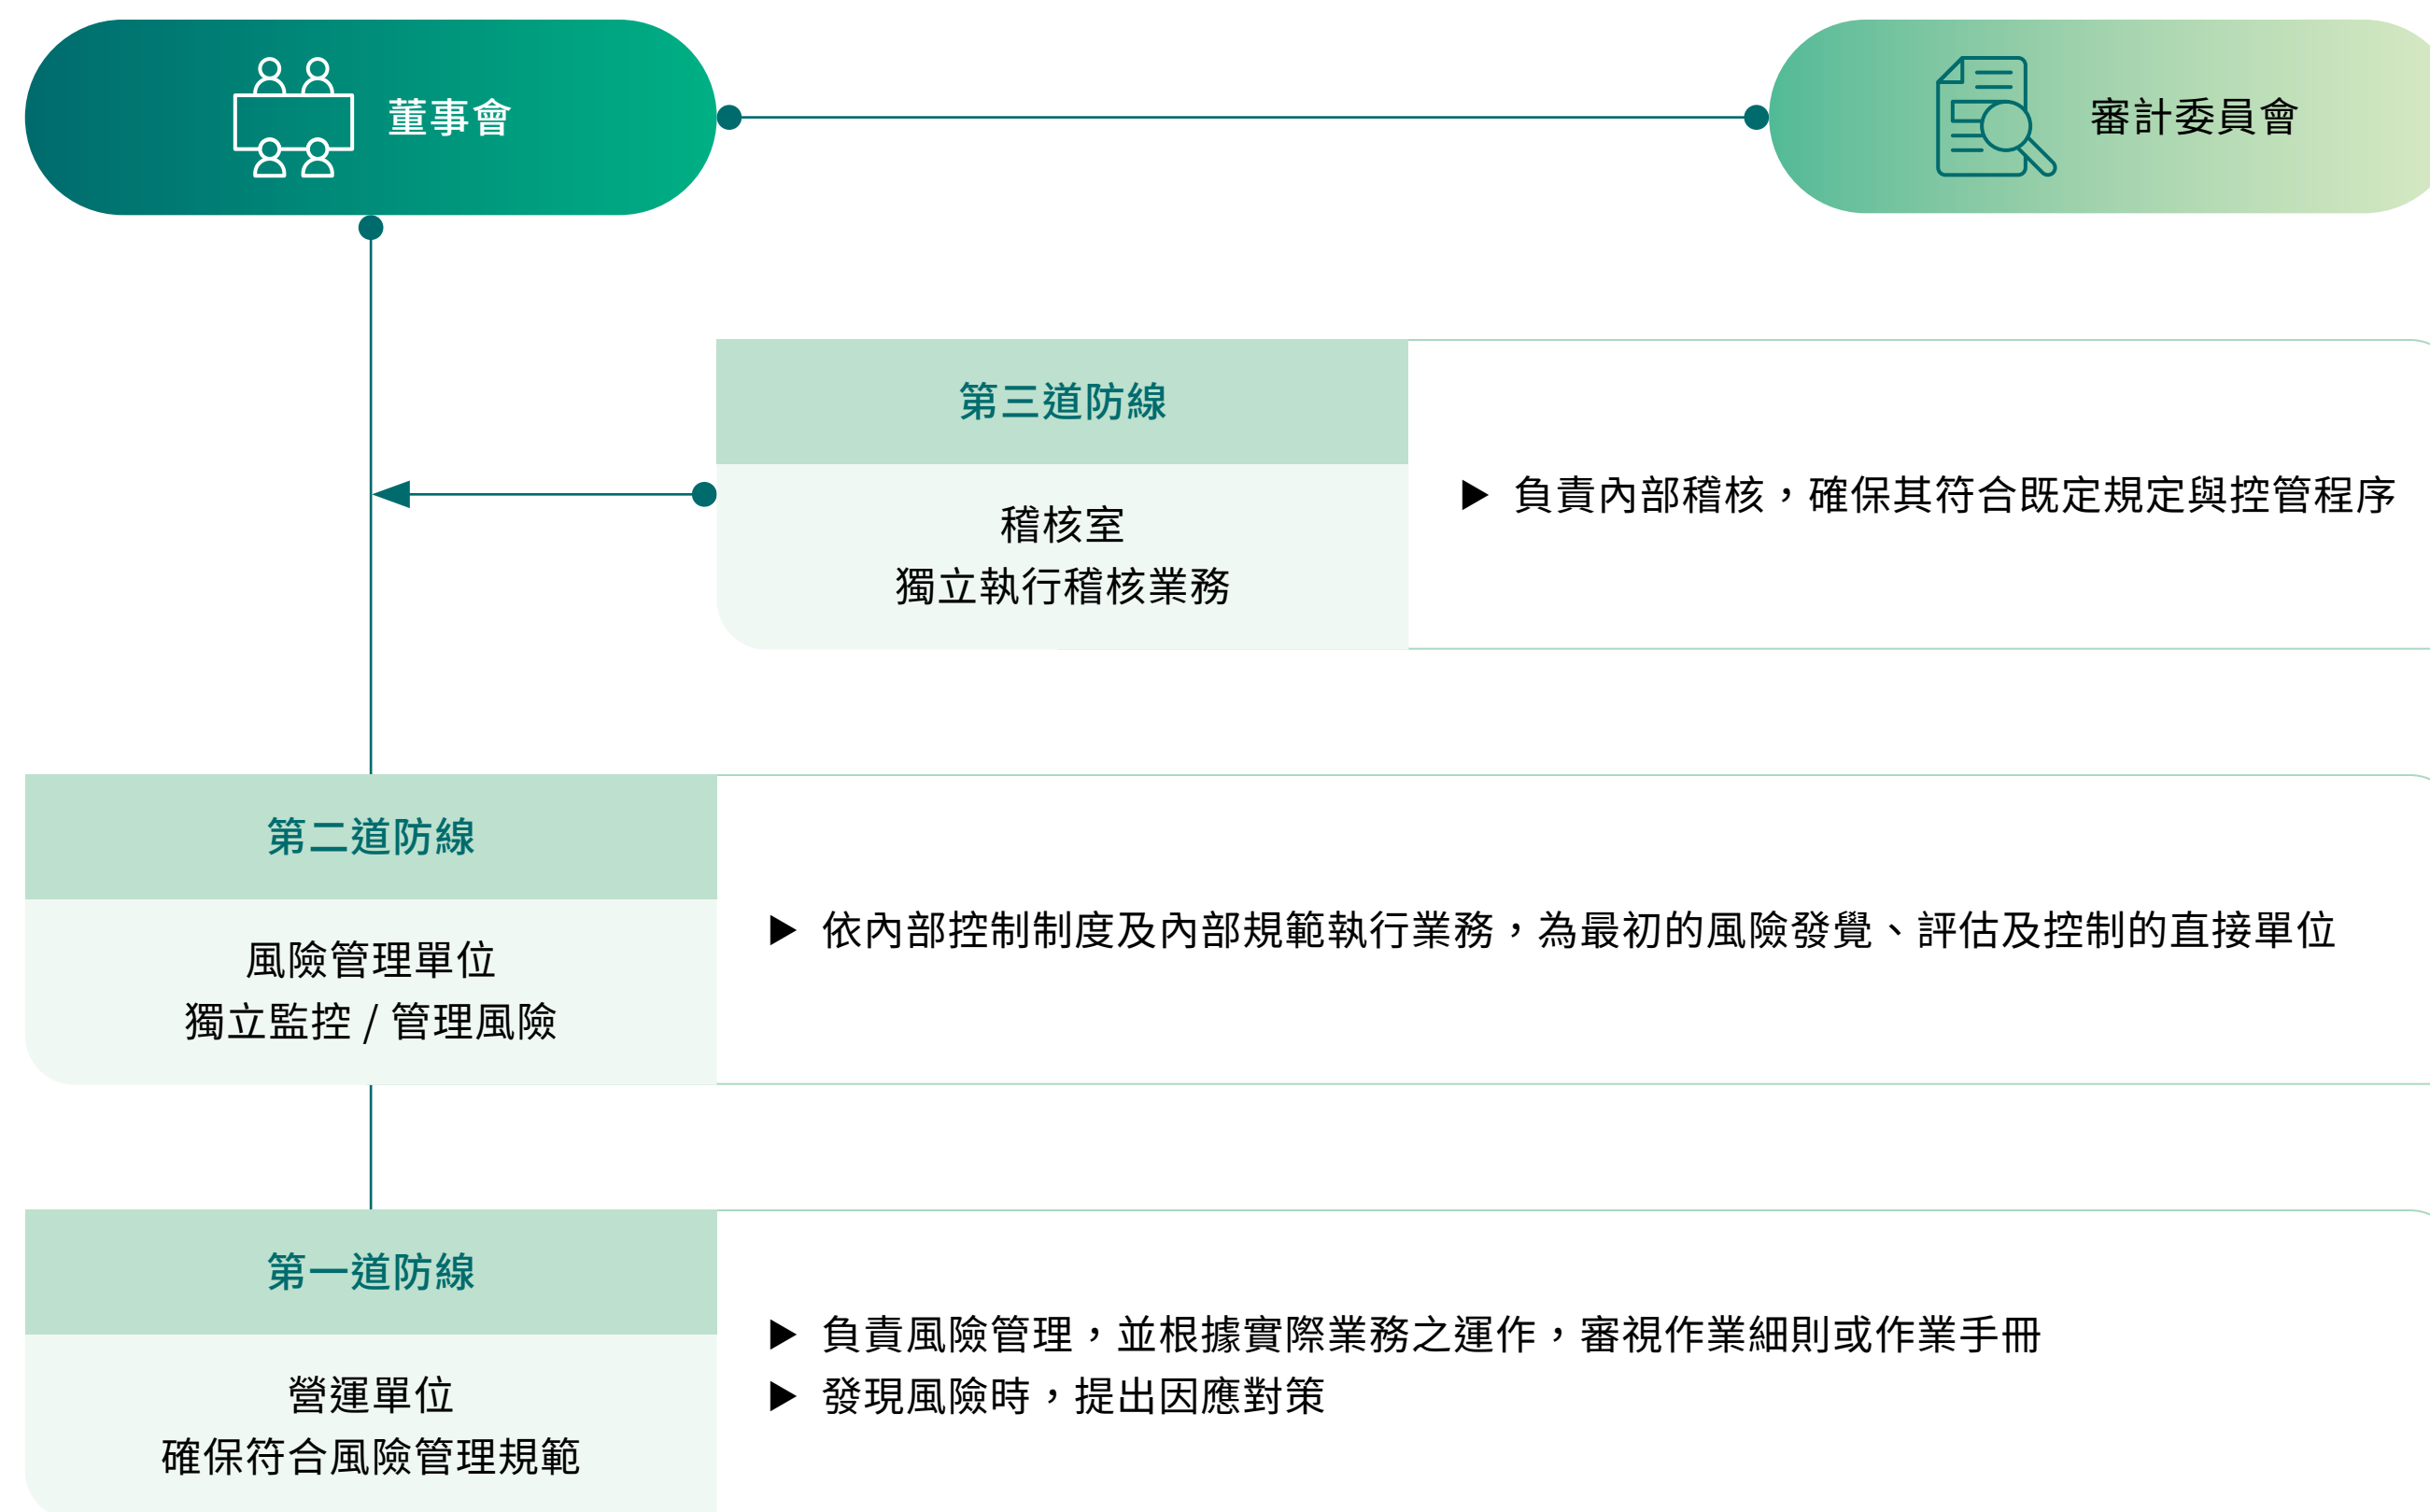 董事會
審計委員會
第三道防線
稽核室
獨立執行稽核業務
▶ 負責內部稽核，確保其符合既定規定與控管程序
第二道防線
風險管理單位
獨立監控 / 管理風險
▶ 依內部控制制度及內部規範執行業務，為最初的風險發覺、評估及控制的直接單位
第一道防線
營運單位
確保符合風險管理規範
▶ 負責風險管理，並根據實際業務之運作，審視作業細則或作業手冊
▶ 發現風險時，提出因應對策